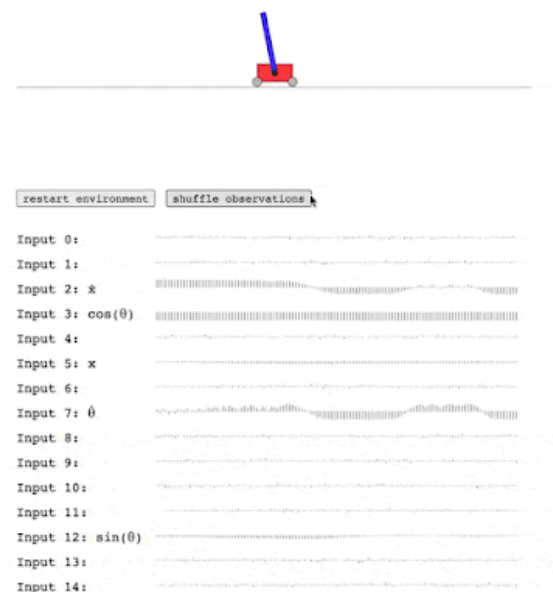 restart environment shuffle observations
Input 0:
Input 1:
Input 2: ẋ
Input 3: cos(θ)
Input 4:
Input 5: x
Input 6:
Input 7: θ̇
Input 8:
Input 9:
Input 10:
Input 11:
Input 12: sin(θ)
Input 13:
Input 14: